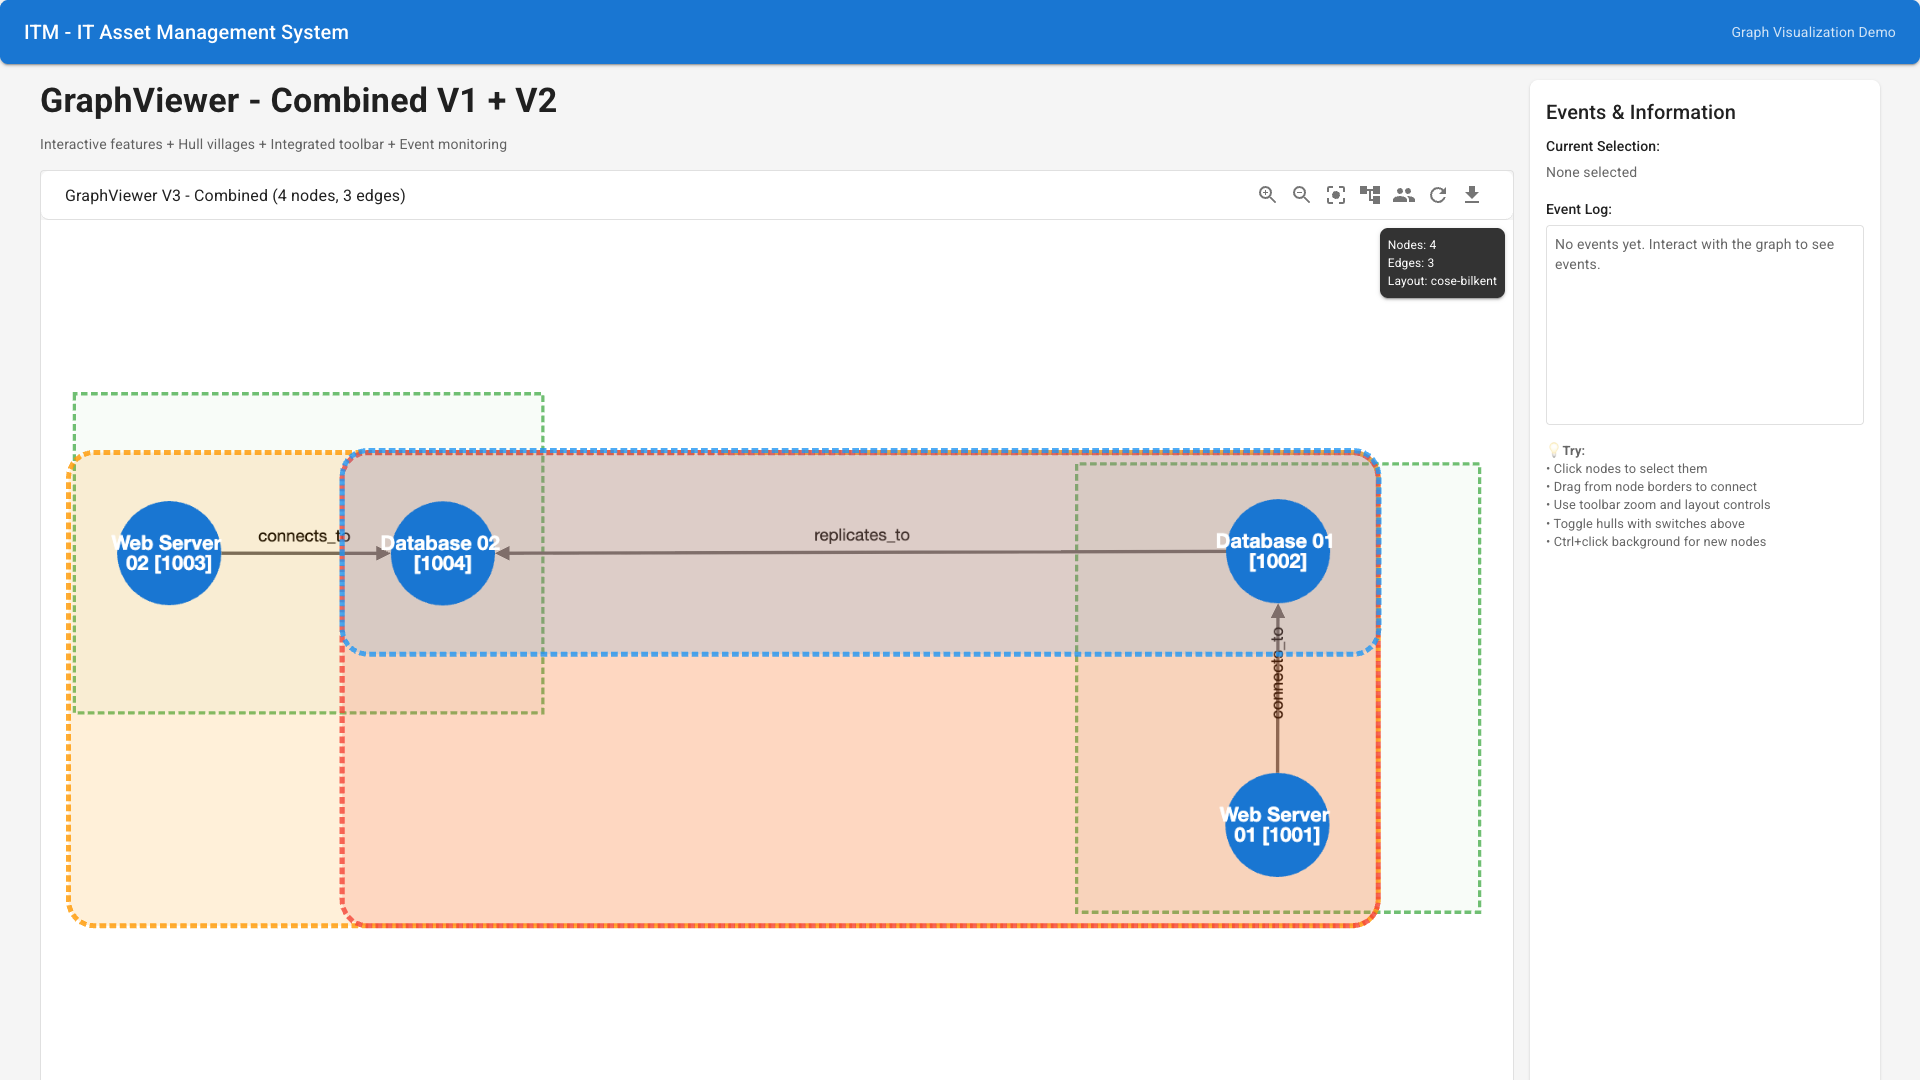 ITM - IT Asset Management System
Graph Visualization Demo
GraphViewer - Combined V1 + V2
Interactive features + Hull villages + Integrated toolbar + Event monitoring
GraphViewer V3 - Combined (4 nodes, 3 edges)
Nodes: 4
Edges: 3
Layout: cose-bilkent
Web Server
02 [1003]
connects_to
Database 02
[1004]
replicates_to
Database 01
[1002]
connects_to
Web Server
01 [1001]
Events & Information
Current Selection:
None selected
Event Log:
No events yet. Interact with the graph to see
events.
💡Try:
• Click nodes to select them
• Drag from node borders to connect
• Use toolbar zoom and layout controls
• Toggle hulls with switches above
• Ctrl+click background for new nodes